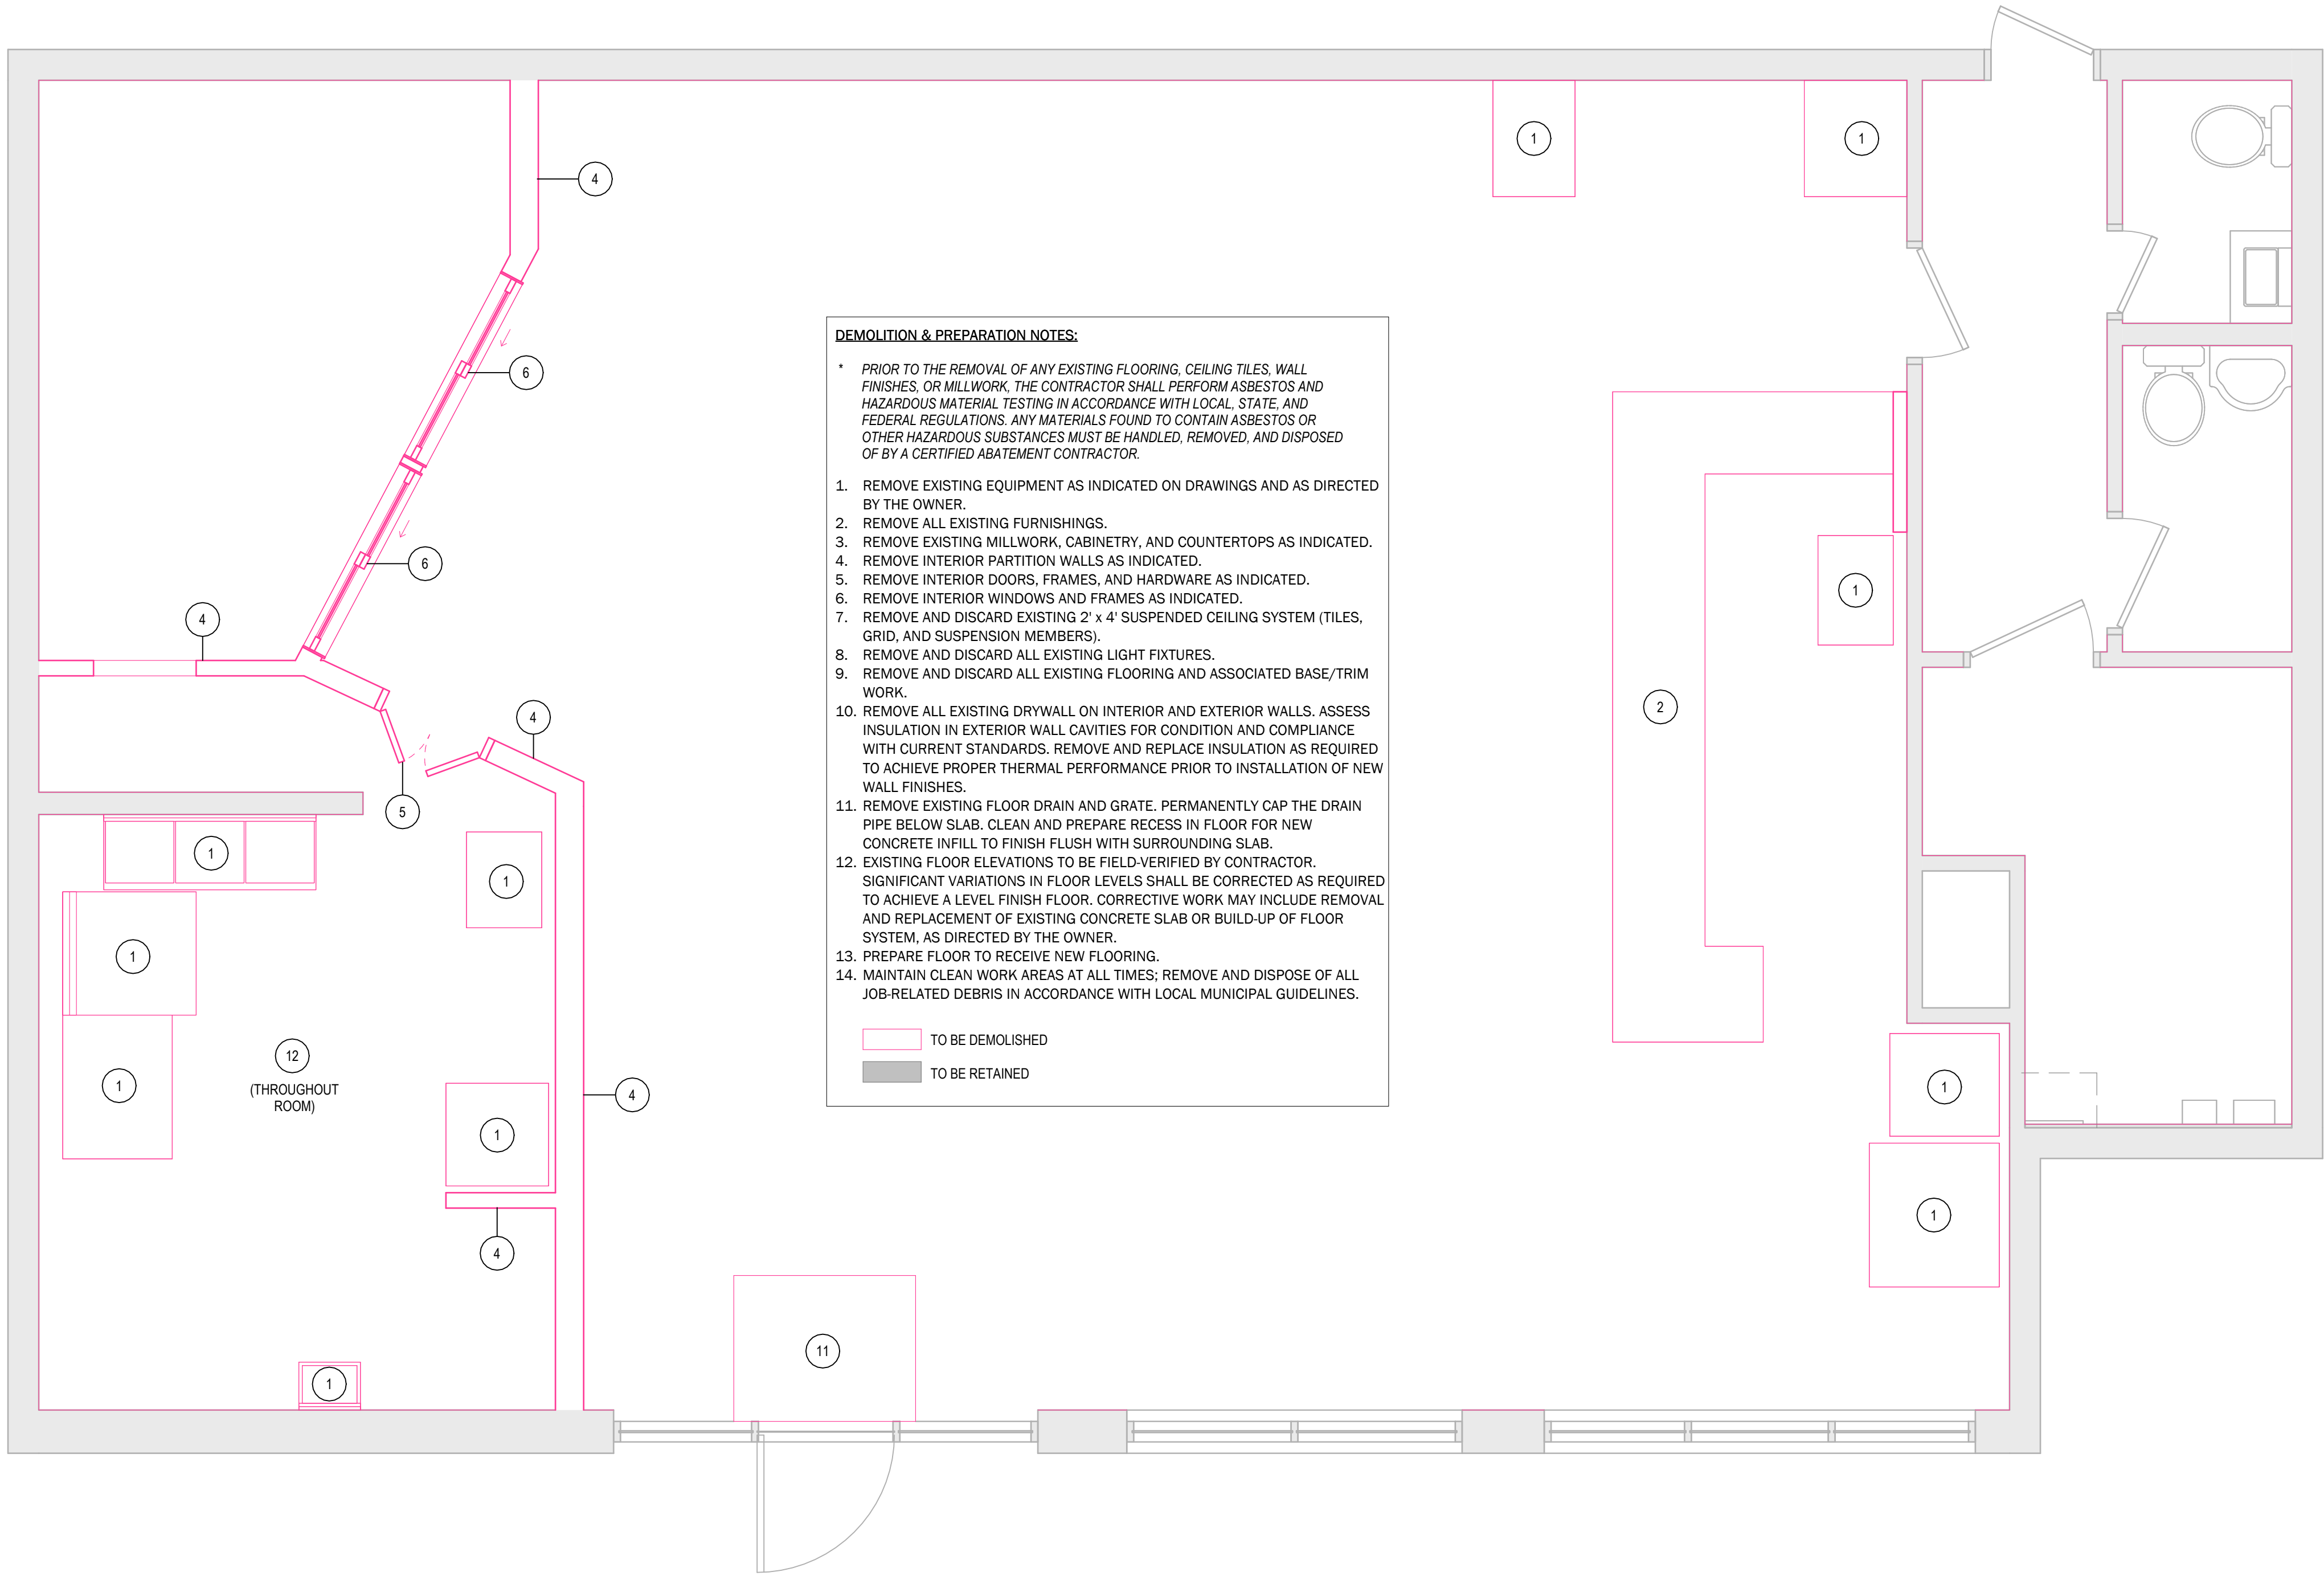 1
1
4
6
6
4
4
5
2
1
1
1
1
1
1
12
(THROUGHOUT
ROOM)
4
1
1
4
1
1
11
DEMOLITION & PREPARATION NOTES:
* PRIOR TO THE REMOVAL OF ANY EXISTING FLOORING, CEILING TILES, WALL
FINISHES, OR MILLWORK, THE CONTRACTOR SHALL PERFORM ASBESTOS AND
HAZARDOUS MATERIAL TESTING IN ACCORDANCE WITH LOCAL, STATE, AND
FEDERAL REGULATIONS. ANY MATERIALS FOUND TO CONTAIN ASBESTOS OR
OTHER HAZARDOUS SUBSTANCES MUST BE HANDLED, REMOVED, AND DISPOSED
OF BY A CERTIFIED ABATEMENT CONTRACTOR.
1. REMOVE EXISTING EQUIPMENT AS INDICATED ON DRAWINGS AND AS DIRECTED
BY THE OWNER.
2. REMOVE ALL EXISTING FURNISHINGS.
3. REMOVE EXISTING MILLWORK, CABINETRY, AND COUNTERTOPS AS INDICATED.
4. REMOVE INTERIOR PARTITION WALLS AS INDICATED.
5. REMOVE INTERIOR DOORS, FRAMES, AND HARDWARE AS INDICATED.
6. REMOVE INTERIOR WINDOWS AND FRAMES AS INDICATED.
7. REMOVE AND DISCARD EXISTING 2' x 4' SUSPENDED CEILING SYSTEM (TILES,
GRID, AND SUSPENSION MEMBERS).
8. REMOVE AND DISCARD ALL EXISTING LIGHT FIXTURES.
9. REMOVE AND DISCARD ALL EXISTING FLOORING AND ASSOCIATED BASE/TRIM
WORK.
10. REMOVE ALL EXISTING DRYWALL ON INTERIOR AND EXTERIOR WALLS. ASSESS
INSULATION IN EXTERIOR WALL CAVITIES FOR CONDITION AND COMPLIANCE
WITH CURRENT STANDARDS. REMOVE AND REPLACE INSULATION AS REQUIRED
TO ACHIEVE PROPER THERMAL PERFORMANCE PRIOR TO INSTALLATION OF NEW
WALL FINISHES.
11. REMOVE EXISTING FLOOR DRAIN AND GRATE. PERMANENTLY CAP THE DRAIN
PIPE BELOW SLAB. CLEAN AND PREPARE RECESS IN FLOOR FOR NEW
CONCRETE INFILL TO FINISH FLUSH WITH SURROUNDING SLAB.
12. EXISTING FLOOR ELEVATIONS TO BE FIELD-VERIFIED BY CONTRACTOR.
SIGNIFICANT VARIATIONS IN FLOOR LEVELS SHALL BE CORRECTED AS REQUIRED
TO ACHIEVE A LEVEL FINISH FLOOR. CORRECTIVE WORK MAY INCLUDE REMOVAL
AND REPLACEMENT OF EXISTING CONCRETE SLAB OR BUILD-UP OF FLOOR
SYSTEM, AS DIRECTED BY THE OWNER.
13. PREPARE FLOOR TO RECEIVE NEW FLOORING.
14. MAINTAIN CLEAN WORK AREAS AT ALL TIMES; REMOVE AND DISPOSE OF ALL
JOB-RELATED DEBRIS IN ACCORDANCE WITH LOCAL MUNICIPAL GUIDELINES.
TO BE DEMOLISHED
TO BE RETAINED